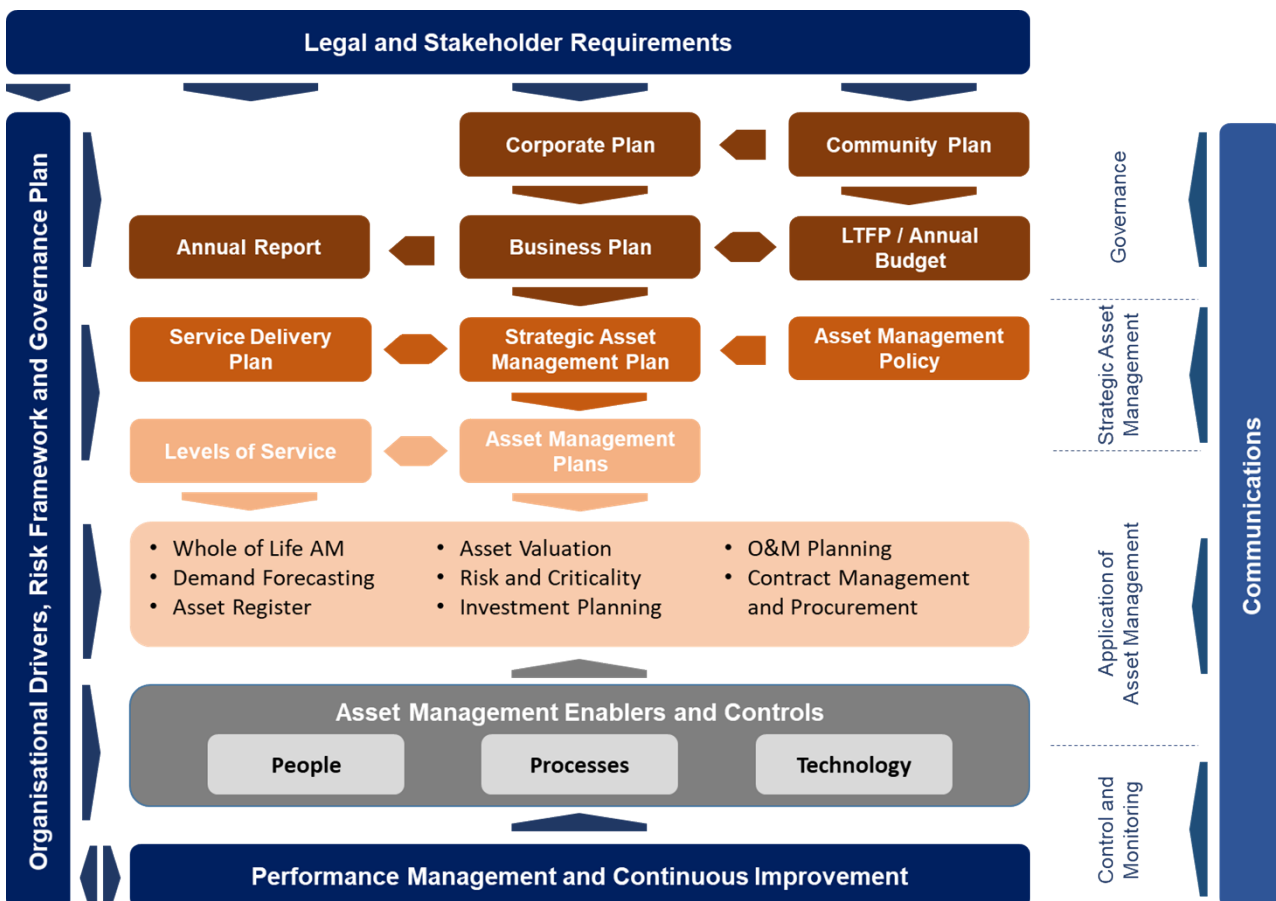 Legal and Stakeholder Requirements
Organisational Drivers, Risk Framework and Governance Plan
Corporate Plan
Community Plan
Annual Report
Business Plan
LTFP / Annual
Budget
Service Delivery
Plan
Strategic Asset
Management Plan
Asset Management
Policy
Levels of Service
Asset Management
Plans
• Whole of Life AM
• Demand Forecasting
• Asset Register
• Asset Valuation
• Risk and Criticality
• Investment Planning
• O&M Planning
• Contract Management
and Procurement
Asset Management Enablers and Controls
People
Processes
Technology
Performance Management and Continuous Improvement
Governance
Strategic Asset
Management
Application of
Asset Management
Control and
Monitoring
Communications